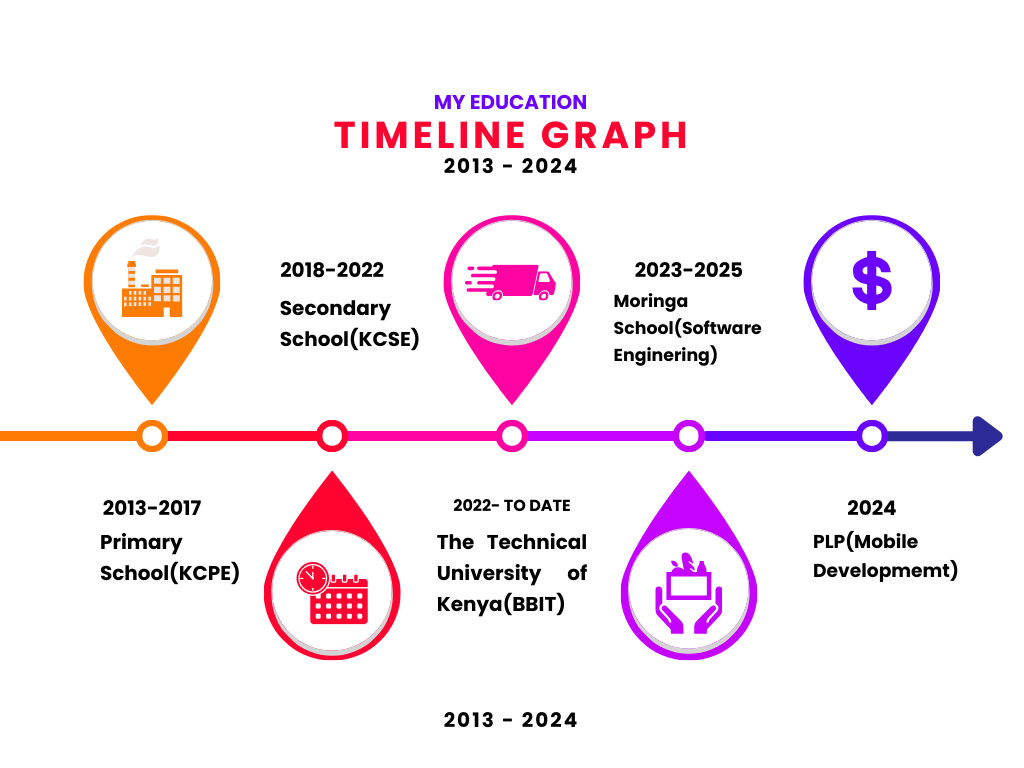 MY EDUCATION
TIMELINE GRAPH
2013 - 2024
2018-2022
Secondary
School(KCSE)
2023-2025
Moringa
School(Software
Enginering)
2013-2017
Primary
School(KCPE)
2022- TO DATE
The Technical
University of
Kenya(BBIT)
2024
PLP(Mobile
Developmemt)
2013 - 2024